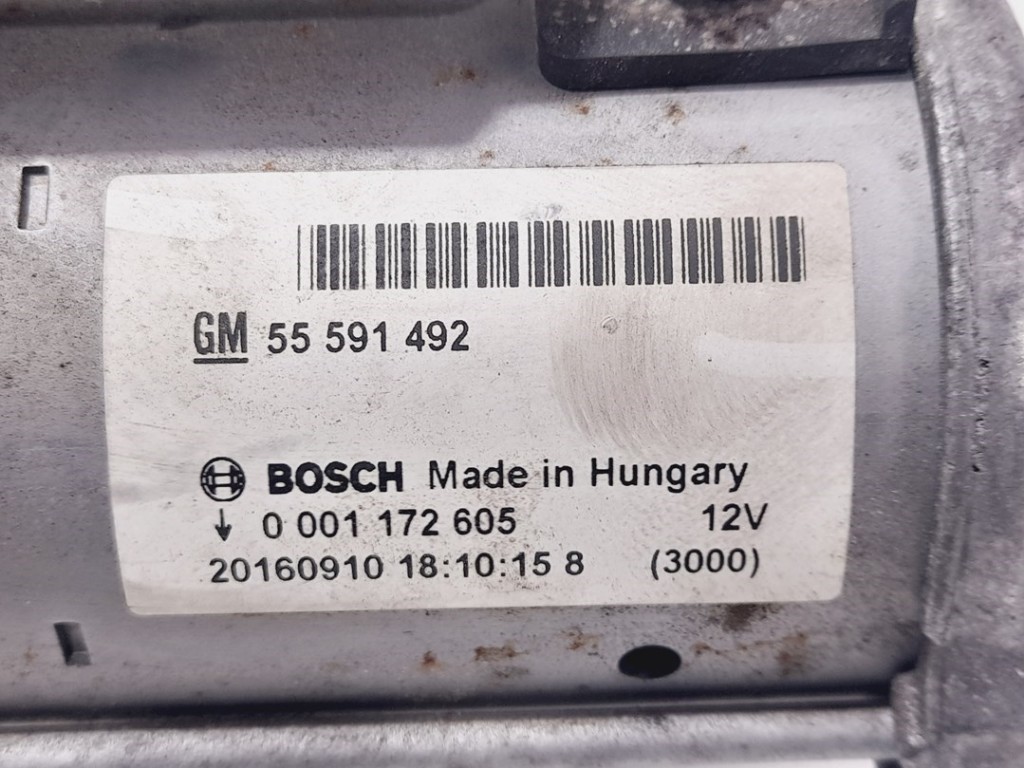 GM 55 591 492
BOSCH Made in Hungary
↓ 0 001 172 605 12V
20160910 18:10:15 8 (3000)